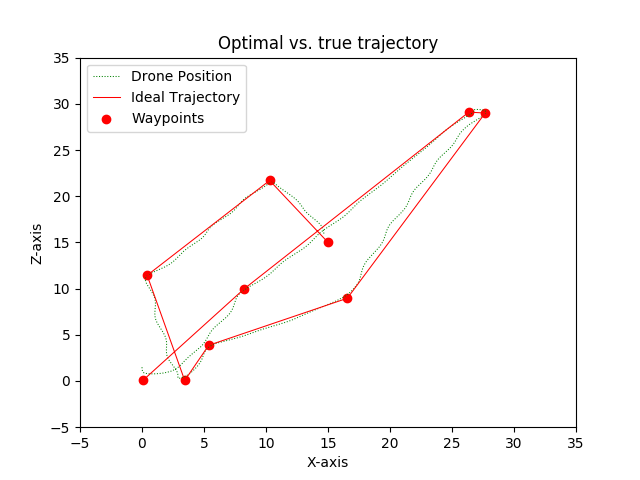 Optimal vs. true trajectory
35
30
25
20
15
10
5
0
−5
Z-axis
Drone Position
Ideal Trajectory
Waypoints
−5 0 5 10 15 20 25 30 35
X-axis